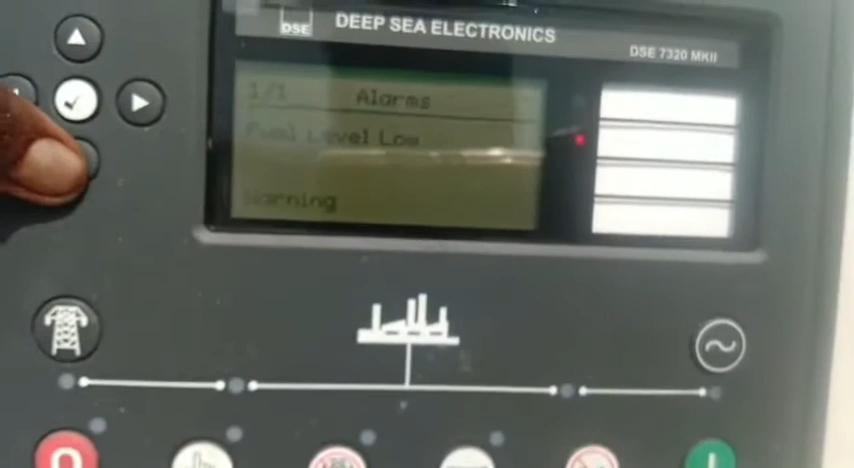 DSE DEEP SEA ELECTRONICS
DSE 7320 MKII
1/1 Alarms
Fuel Level Low
Warning